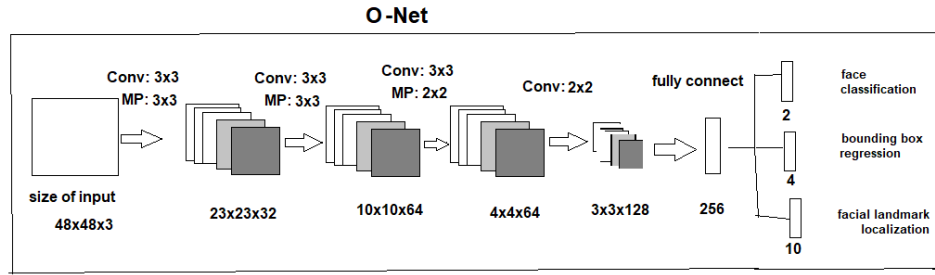 O-Net
Conv: 3x3
MP: 3x3
Conv: 3x3
MP: 3x3
Conv: 3x3
MP: 2x2
Conv: 2x2
fully connect
face
classification
2
bounding box
regression
4
facial landmark
localization
10
size of input
48x48x3
23x23x32
10x10x64
4x4x64
3x3x128
256